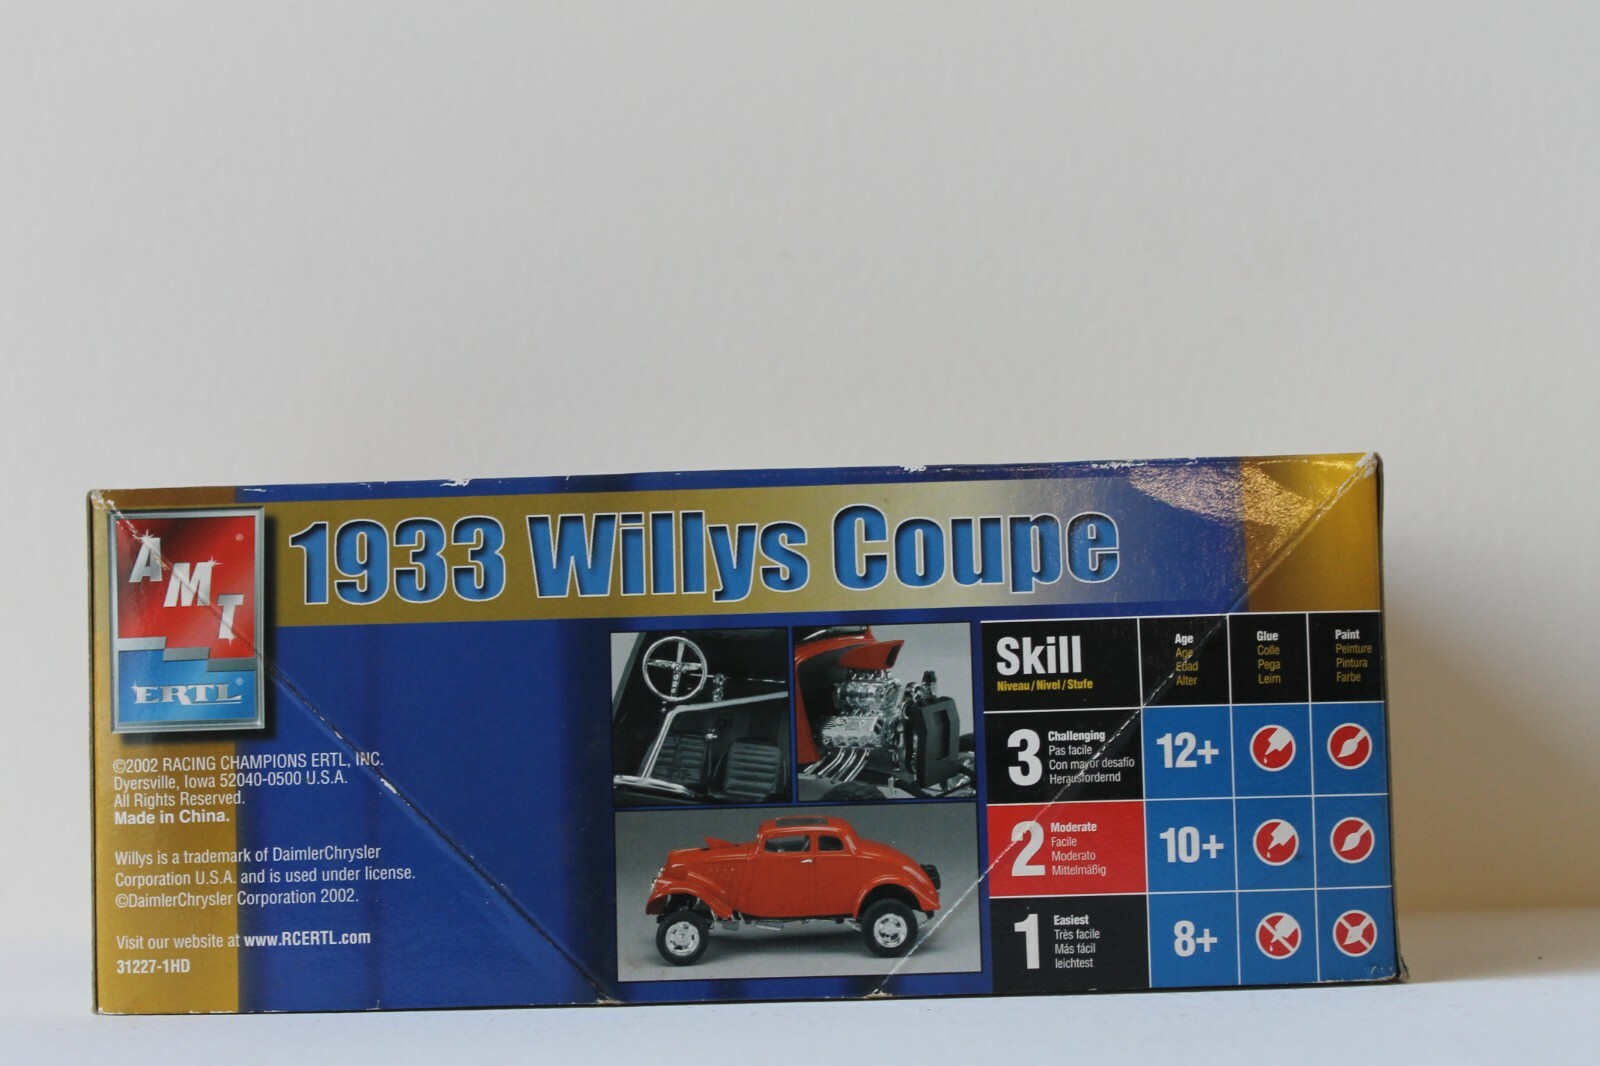 AMT ®
ERTL ®
1933 Willys Coupe
©2002 RACING CHAMPIONS ERTL, INC.
Dyersville, Iowa 52040-0500 U.S.A.
All Rights Reserved.
Made in China.
Willys is a trademark of DaimlerChrysler
Corporation U.S.A. and is used under license.
©DaimlerChrysler Corporation 2002.
Visit our website at www.RCERTL.com
31227-1HD
Skill
Niveau / Nivel / Stufe
Age
Age
Edad
Alter
Glue
Colle
Pega
Leim
Paint
Peinture
Pintura
Farbe
3
Challenging
Pas facile
Con mayor desafío
Herausfordernd
12+
2
Moderate
Facile
Moderato
Mittelmäßig
10+
1
Easiest
Très facile
Más fácil
leichtest
8+